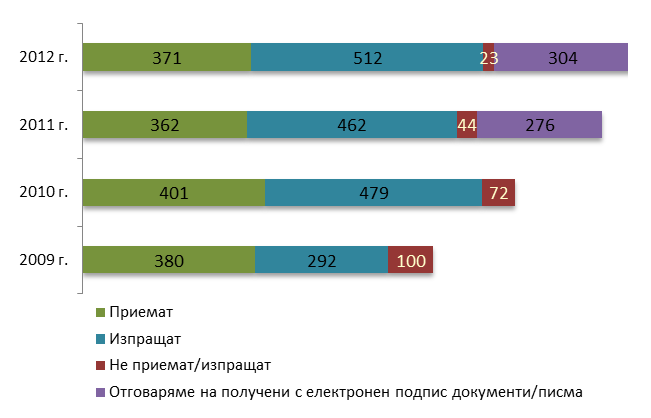 2012 г. 371 512 23 304
2011 г. 362 462 44 276
2010 г. 401 479 72
2009 г. 380 292 100
Приемат
Изпращат
Не приемат/изпращат
Отговаряме на получени с електронен подпис документи/писма